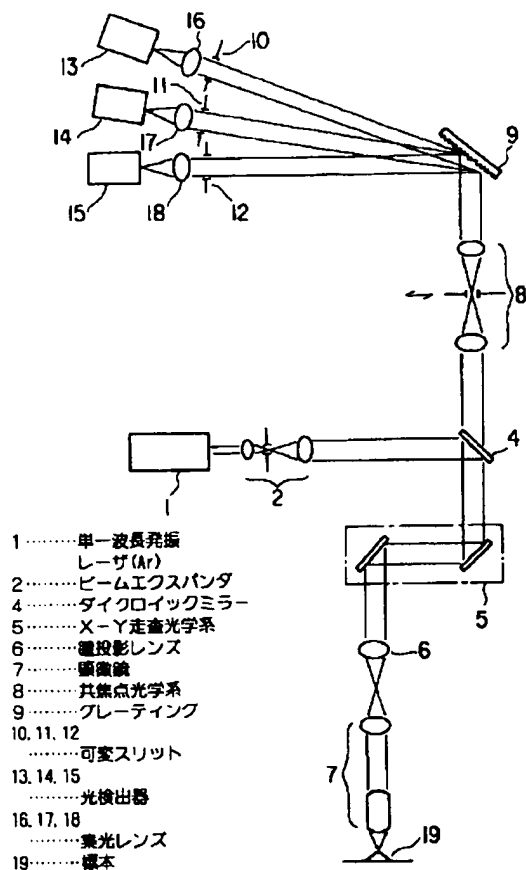 16
10
13
11
14
17
9
15
18
12
8
4
1
2
5
6
7
19
1………単一波長発振
レーザ(Ar)
2………ビームエクスパンダ
4………ダイクロイックミラー
5………X-Y走査光学系
6………瞳投影レンズ
7………顕微鏡
8………共焦点光学系
9………グレーティング
10, 11, 12
………可変スリット
13, 14, 15
………光検出器
16, 17, 18
………集光レンズ
19………標本